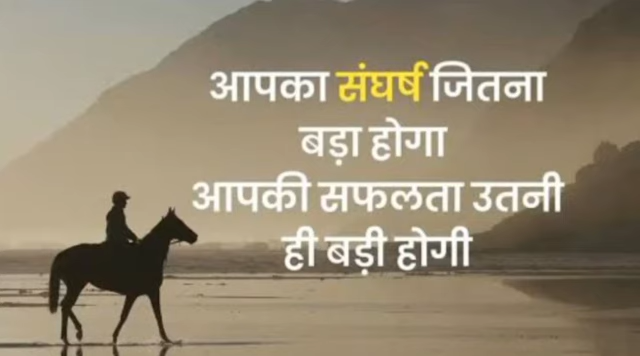 आपका संघर्ष जितना
बड़ा होगा
आपकी सफलता उतनी
ही बड़ी होगी